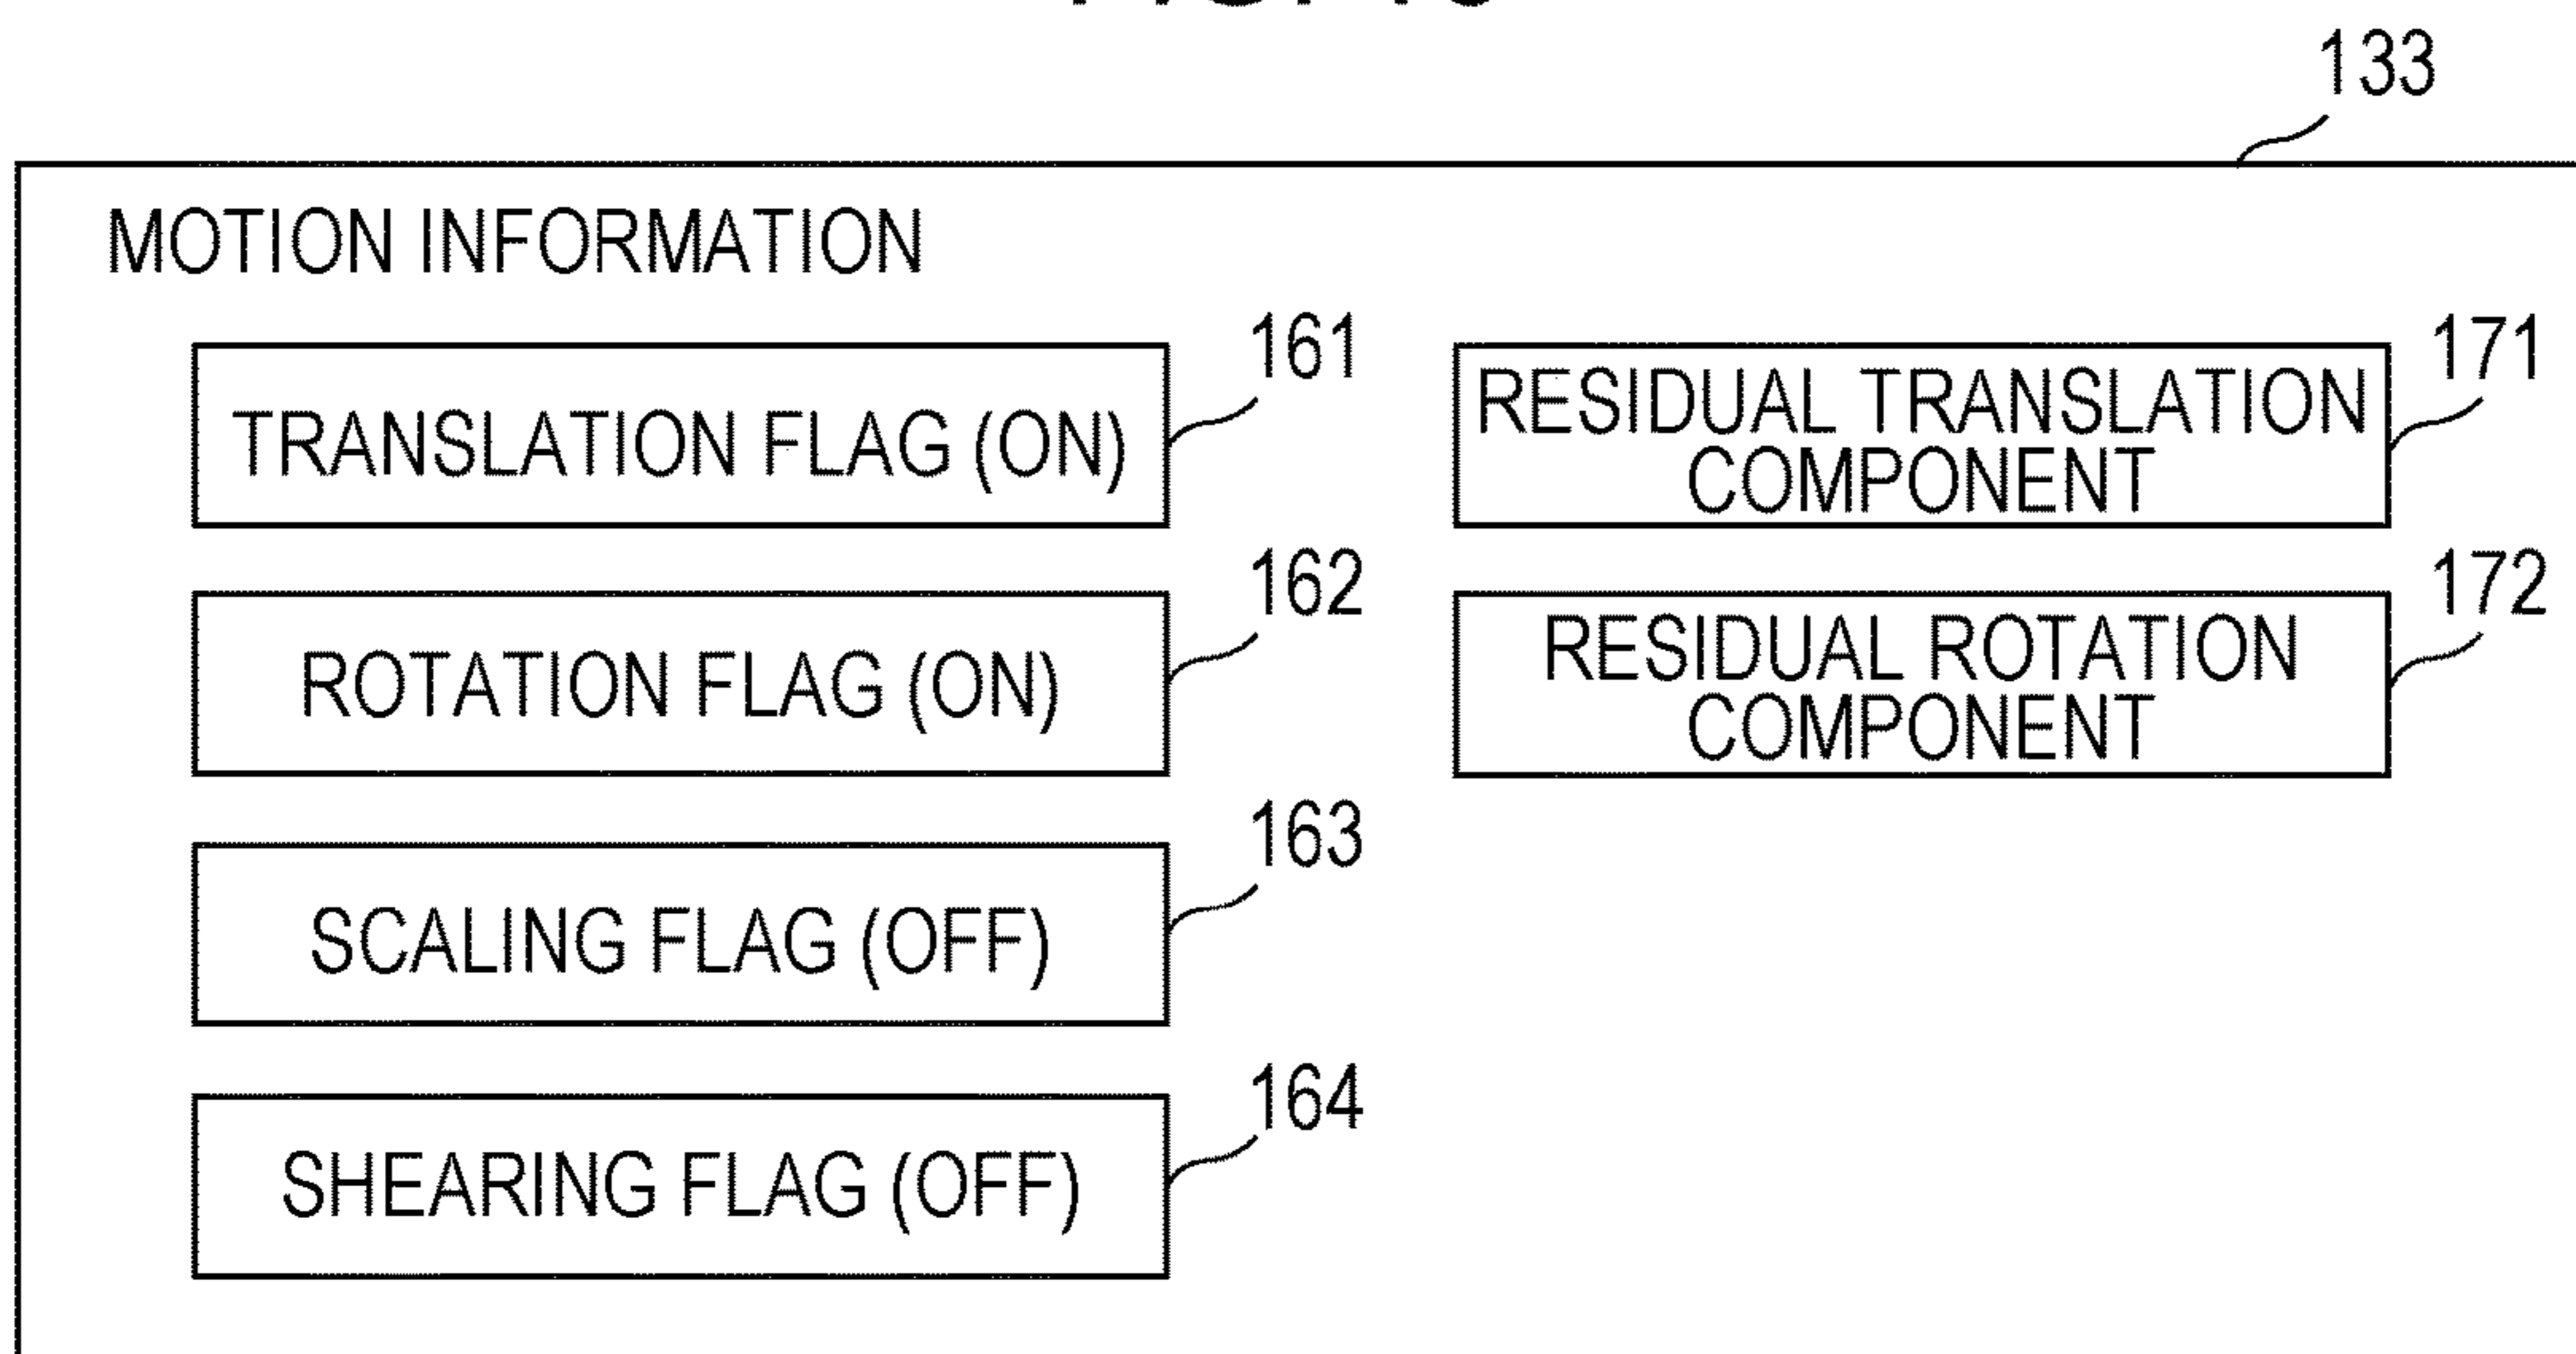 133
MOTION INFORMATION
161
TRANSLATION FLAG (ON)
171
RESIDUAL TRANSLATION
COMPONENT
162
ROTATION FLAG (ON)
172
RESIDUAL ROTATION
COMPONENT
163
SCALING FLAG (OFF)
164
SHEARING FLAG (OFF)